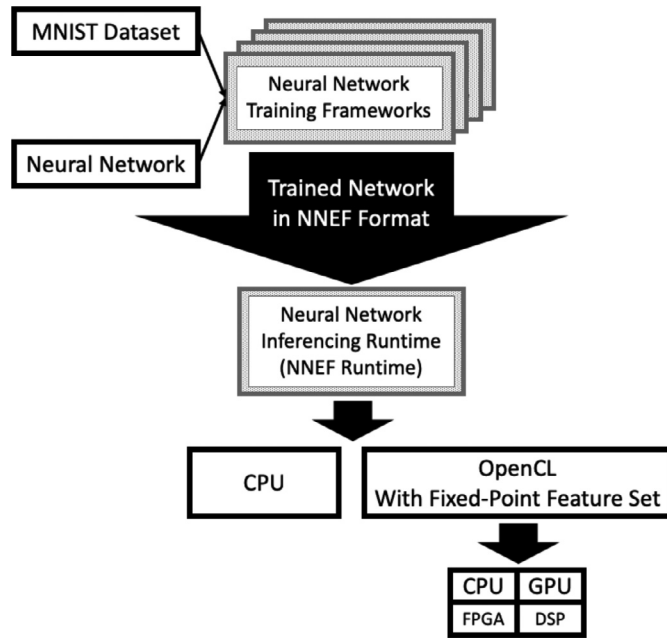 MNIST Dataset
Neural Network
Training Frameworks
Neural Network
Trained Network
in NNEF Format
Neural Network
Inferencing Runtime
(NNEF Runtime)
CPU
OpenCL
With Fixed-Point Feature Set
CPU
GPU
FPGA
DSP